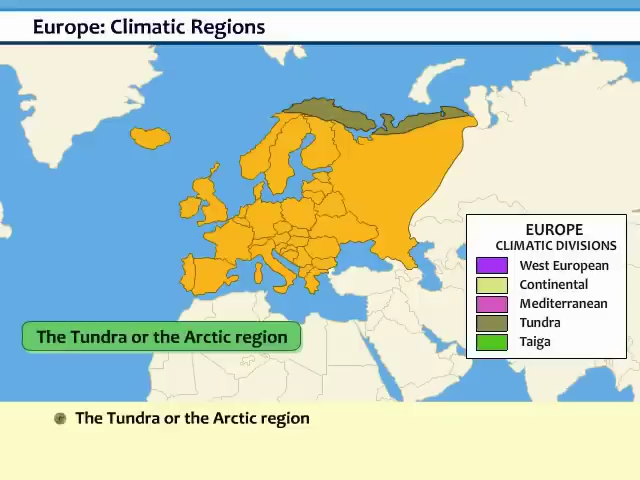 Europe: Climatic Regions
EUROPE
CLIMATIC DIVISIONS
West European
Continental
Mediterranean
Tundra
Taiga
The Tundra or the Arctic region
The Tundra or the Arctic region